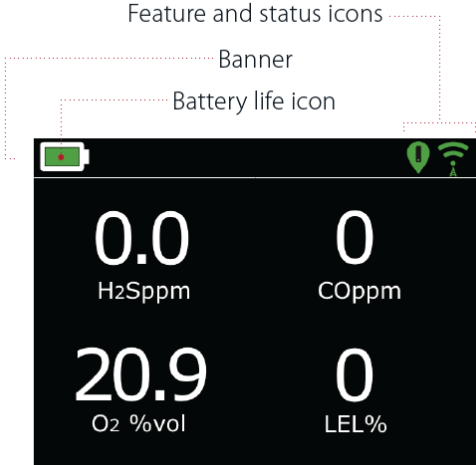 Feature and status icons
Banner
Battery life icon
A
0.0 0
H2Sppm COppm
20.9 0
O2 %vol LEL%